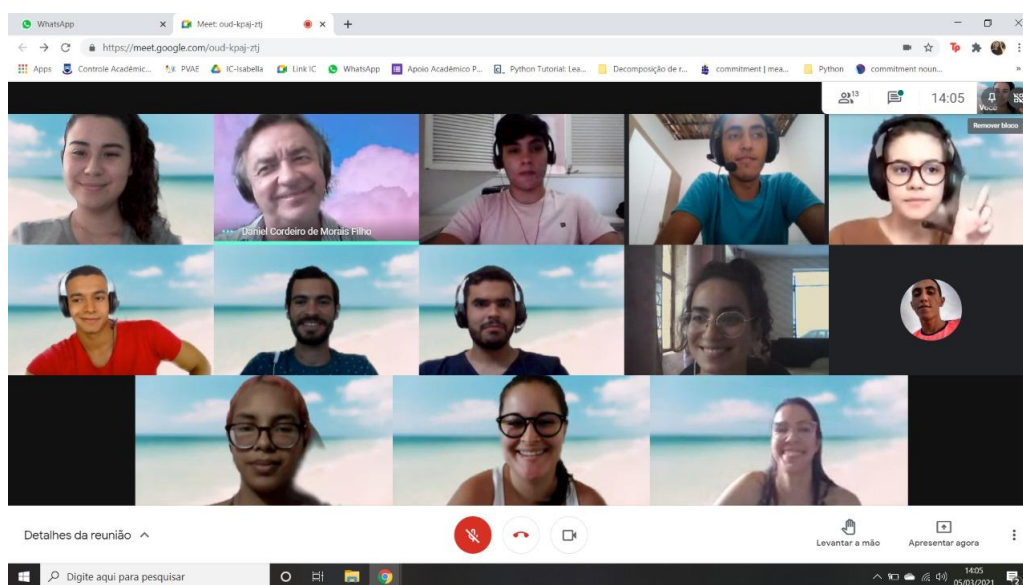 WhatsApp
Meet: oud-kpaj-ztj
https://meet.google.com/oud-kpaj-ztj
Apps
Controle Acadêmic...
PVAE
IC-Isabella
Link IC
WhatsApp
Apoio Acadêmico P...
Python Tutorial: Lea...
Decomposição de r...
commitment | mea...
Python
commitment noun...
»
13
14:05
Você
Remover bloco
Daniel Cordeiro de Morais Filho
Detalhes da reunião
Levantar a mão
Apresentar agora
Digite aqui para pesquisar
14:05
05/03/2021